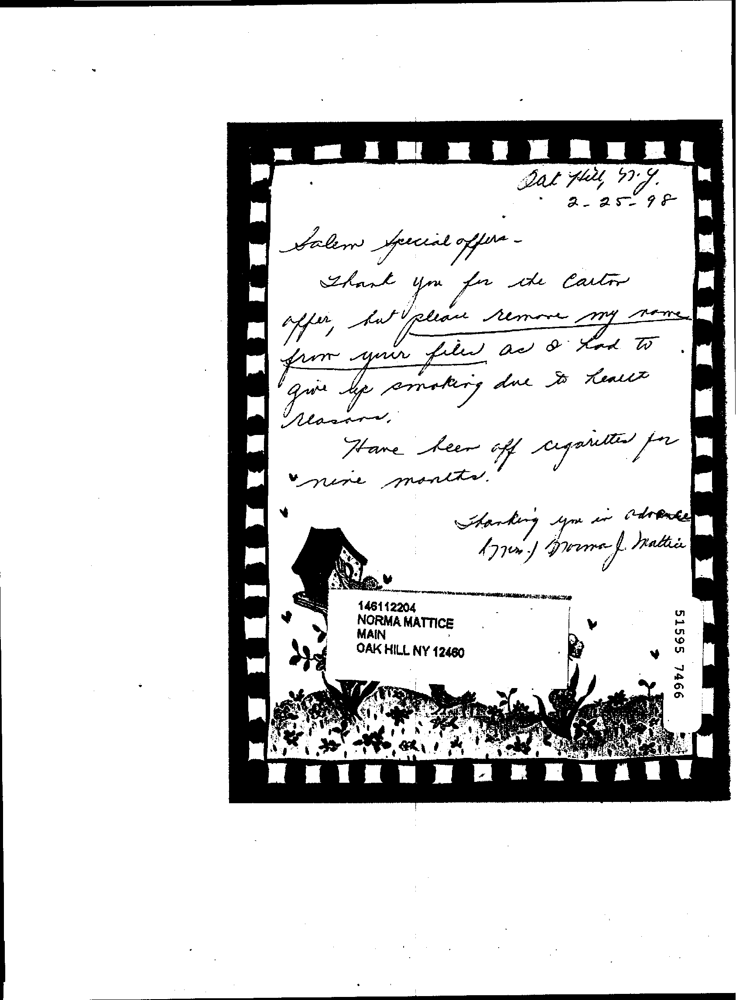 Oak Hill, N.Y.
2-25-98
Salem Special offers-
Thank you for the Carton
offer, but please remove my name
from your files as I had to
give up smoking due to health
reasons.
Have been off cigarettes for
nine months.
Thanking you in advance
(Mrs.) Norma J. Mattice
146112204
NORMA MATTICE
MAIN
OAK HILL NY 12460
51595 7466